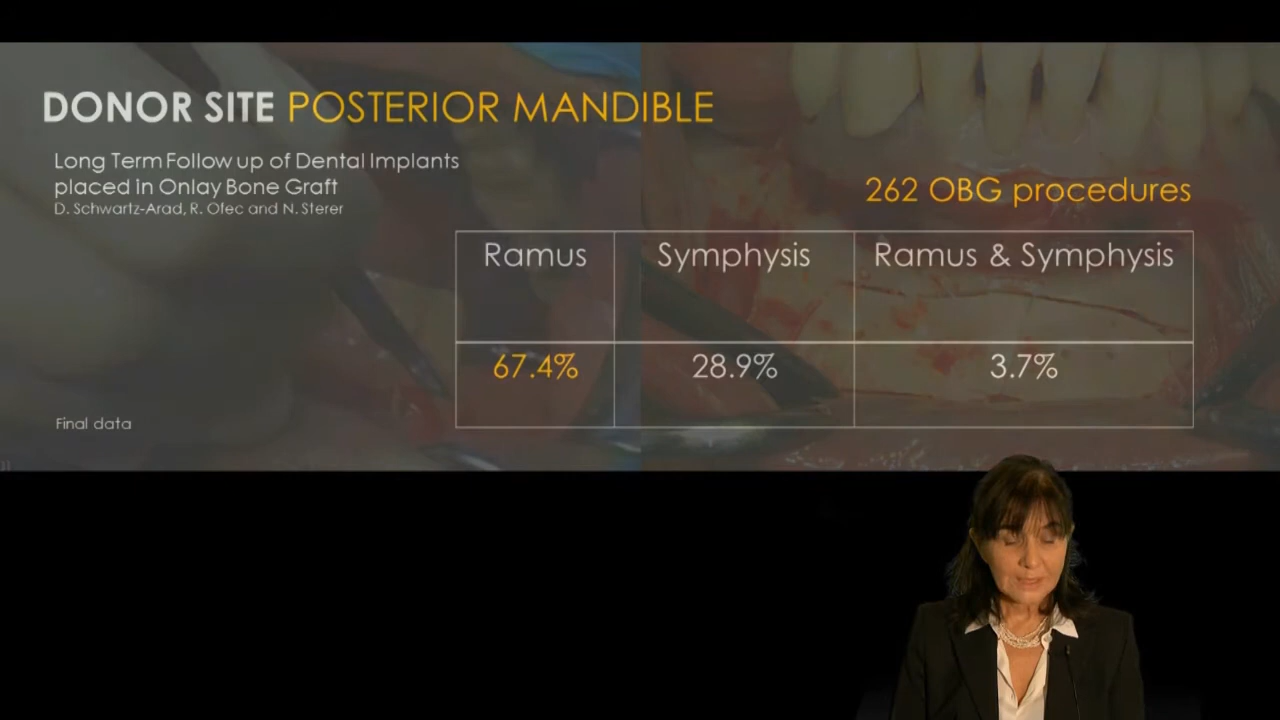 DONOR SITE POSTERIOR MANDIBLE
Long Term Follow up of Dental Implants
placed in Onlay Bone Graft
D. Schwartz-Arad, R. Ofec and N. Sterer
262 OBG procedures
Ramus Symphysis Ramus & Symphysis
67.4% 28.9% 3.7%
Final data